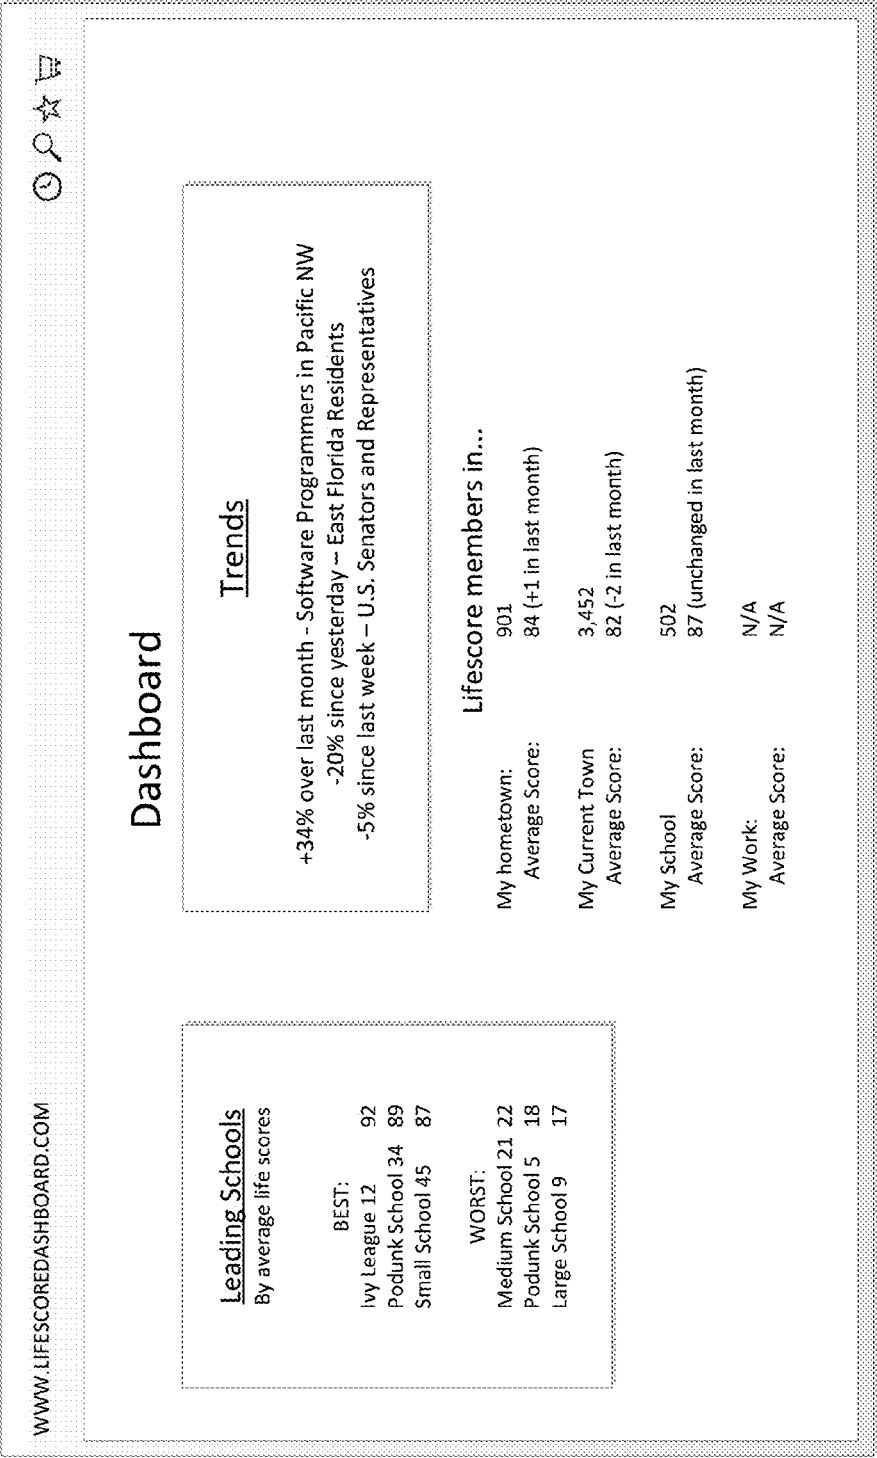 WWW.LIFESCOREDASHBOARD.COM
Dashboard
Leading Schools
By average life scores
BEST:
Ivy League 12 92
Podunk School 34 89
Small School 45 87
WORST:
Medium School 21 22
Podunk School 5 18
Large School 9 17
Trends
+34% over last month - Software Programmers in Pacific NW
-20% since yesterday – East Florida Residents
-5% since last week – U.S. Senators and Representatives
Lifescore members in...
My hometown: 901
Average Score: 84 (+1 in last month)
My Current Town 3,452
Average Score: 82 (-2 in last month)
My School 502
Average Score: 87 (unchanged in last month)
My Work: N/A
Average Score: N/A